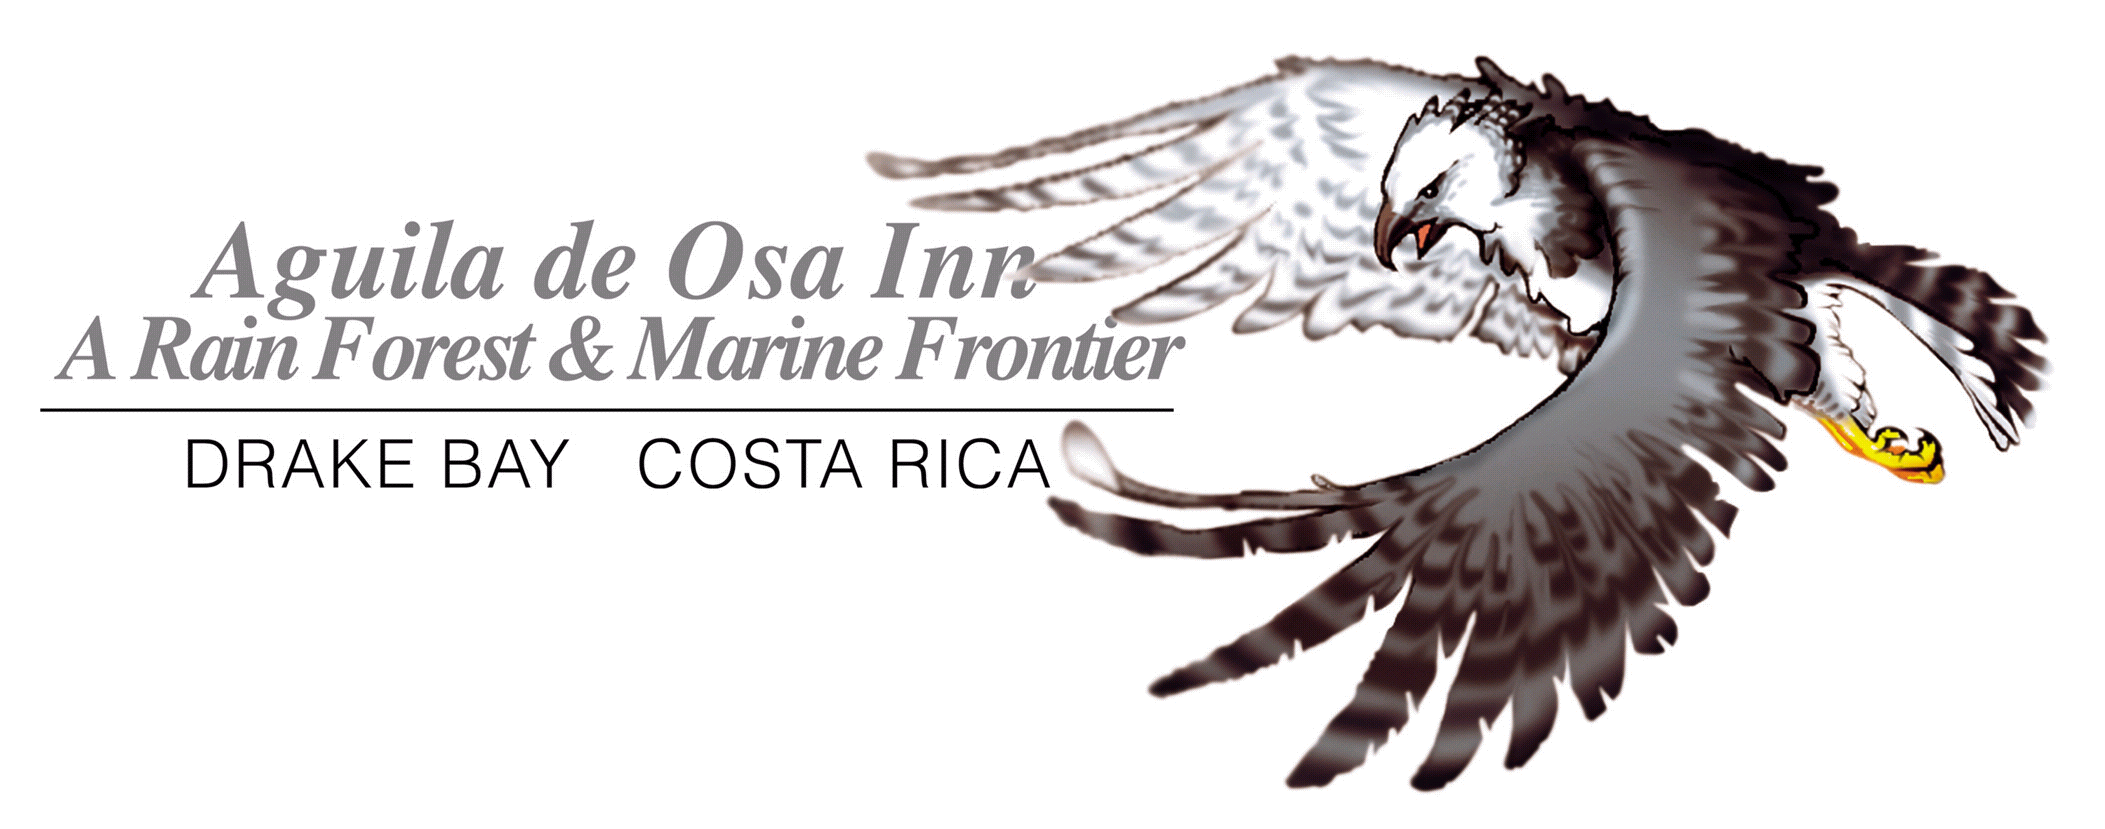 Aguila de Osa Inn
A Rain Forest & Marine Frontier
DRAKE BAY COSTA RICA